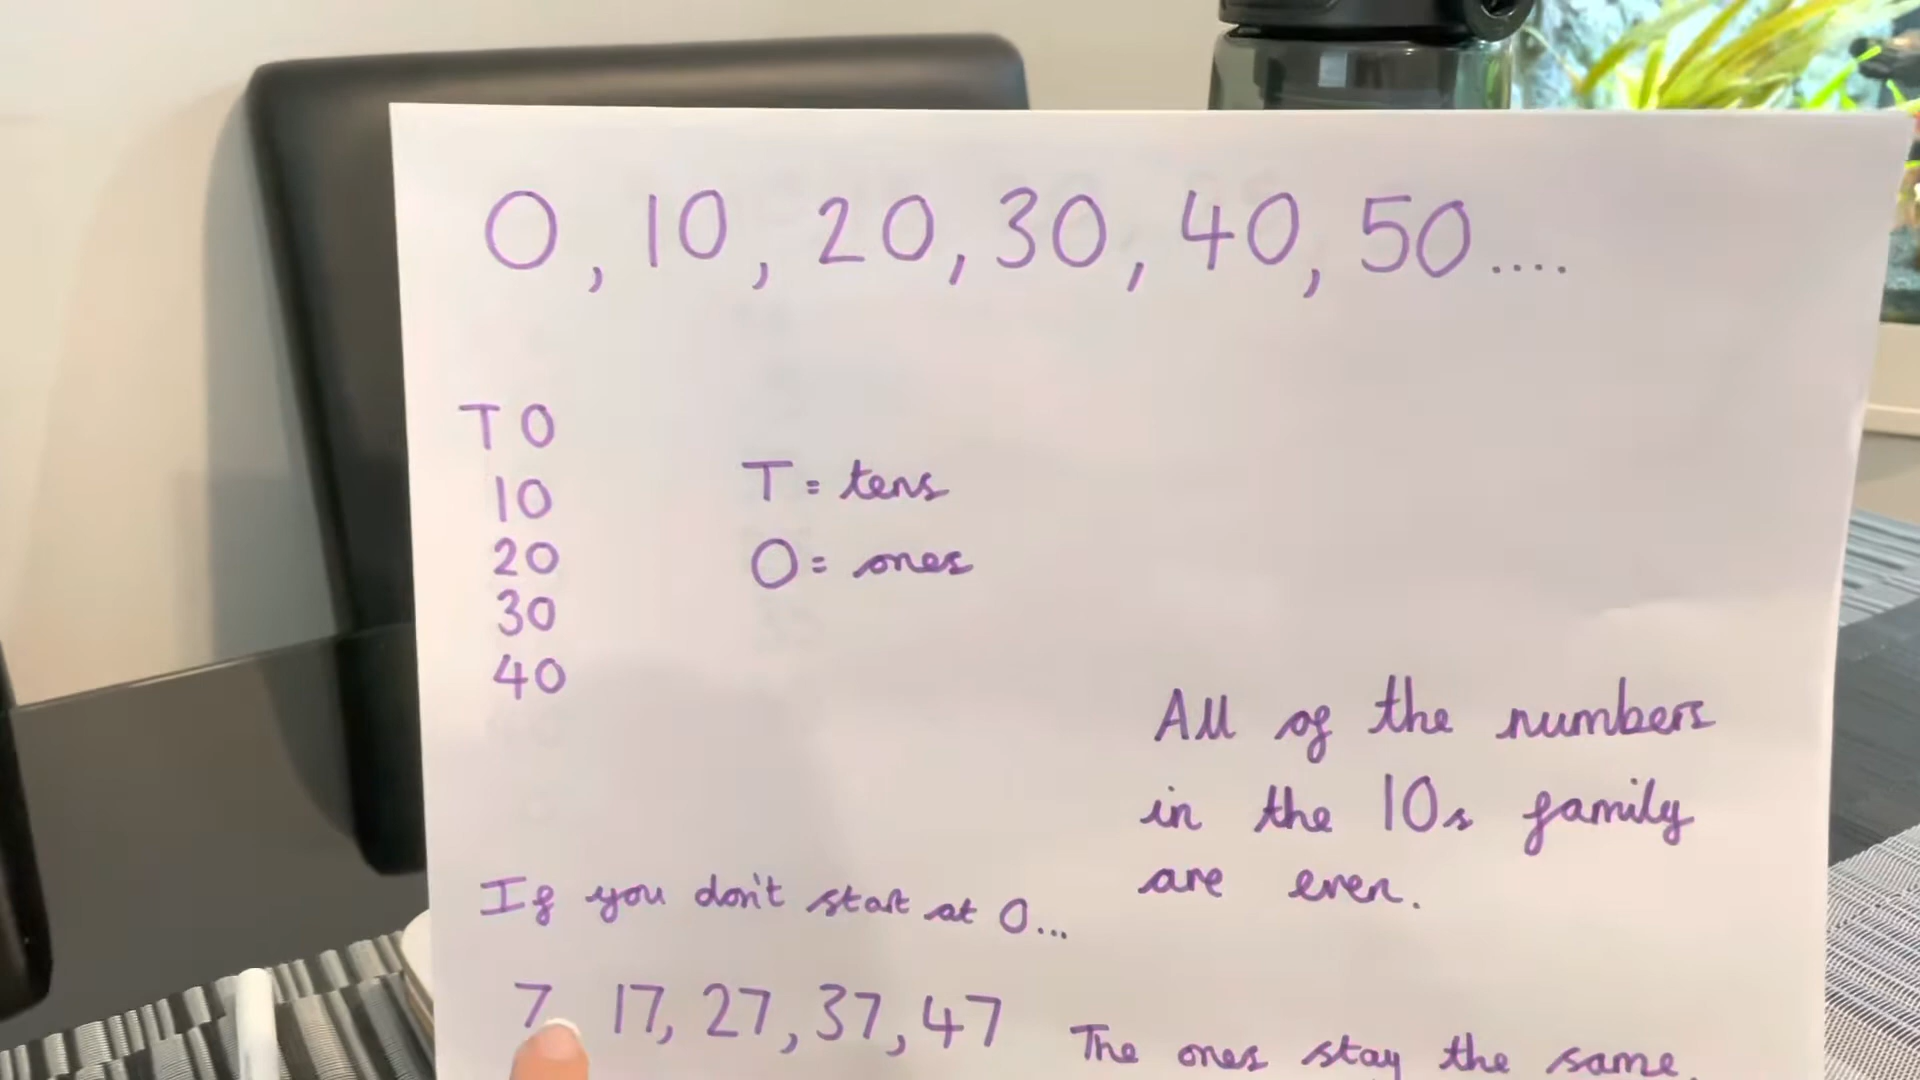 0, 10, 20, 30, 40, 50....
T O
10
20
30
40
T = tens
O = ones
All of the numbers
in the 10s family
are even.
If you don't start at 0...
7 17, 27, 37, 47
The ones stay the same.